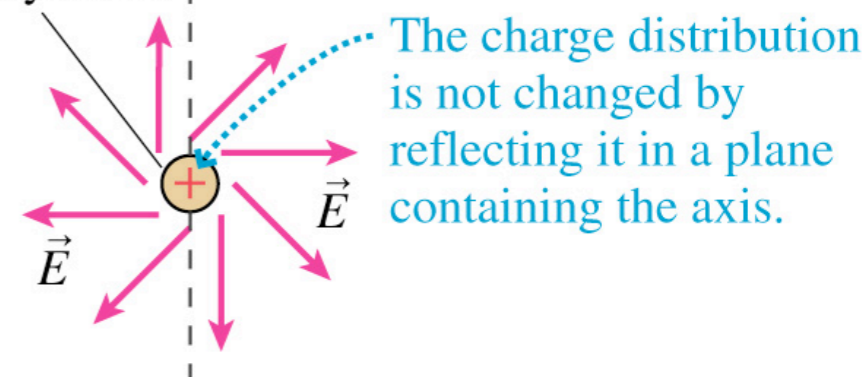 The charge distribution
is not changed by
reflecting it in a plane
containing the axis.
+
E⃗
E⃗